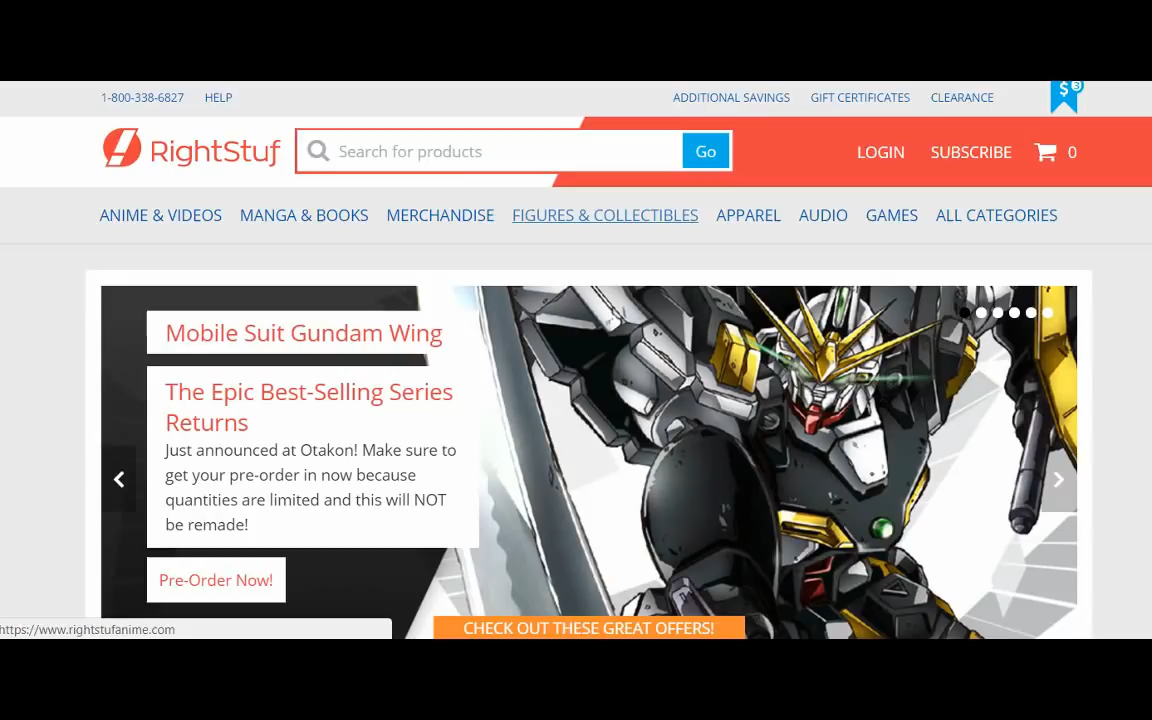 1-800-338-6827 HELP ADDITIONAL SAVINGS GIFT CERTIFICATES CLEARANCE $ 3
RightStuf Search for products Go LOGIN SUBSCRIBE 0
ANIME & VIDEOS MANGA & BOOKS MERCHANDISE FIGURES & COLLECTIBLES APPAREL AUDIO GAMES ALL CATEGORIES
Mobile Suit Gundam Wing
The Epic Best-Selling Series
Returns
Just announced at Otakon! Make sure to
get your pre-order in now because
quantities are limited and this will NOT
be remade!
Pre-Order Now!
CHECK OUT THESE GREAT OFFERS!
https://www.rightstufanime.com